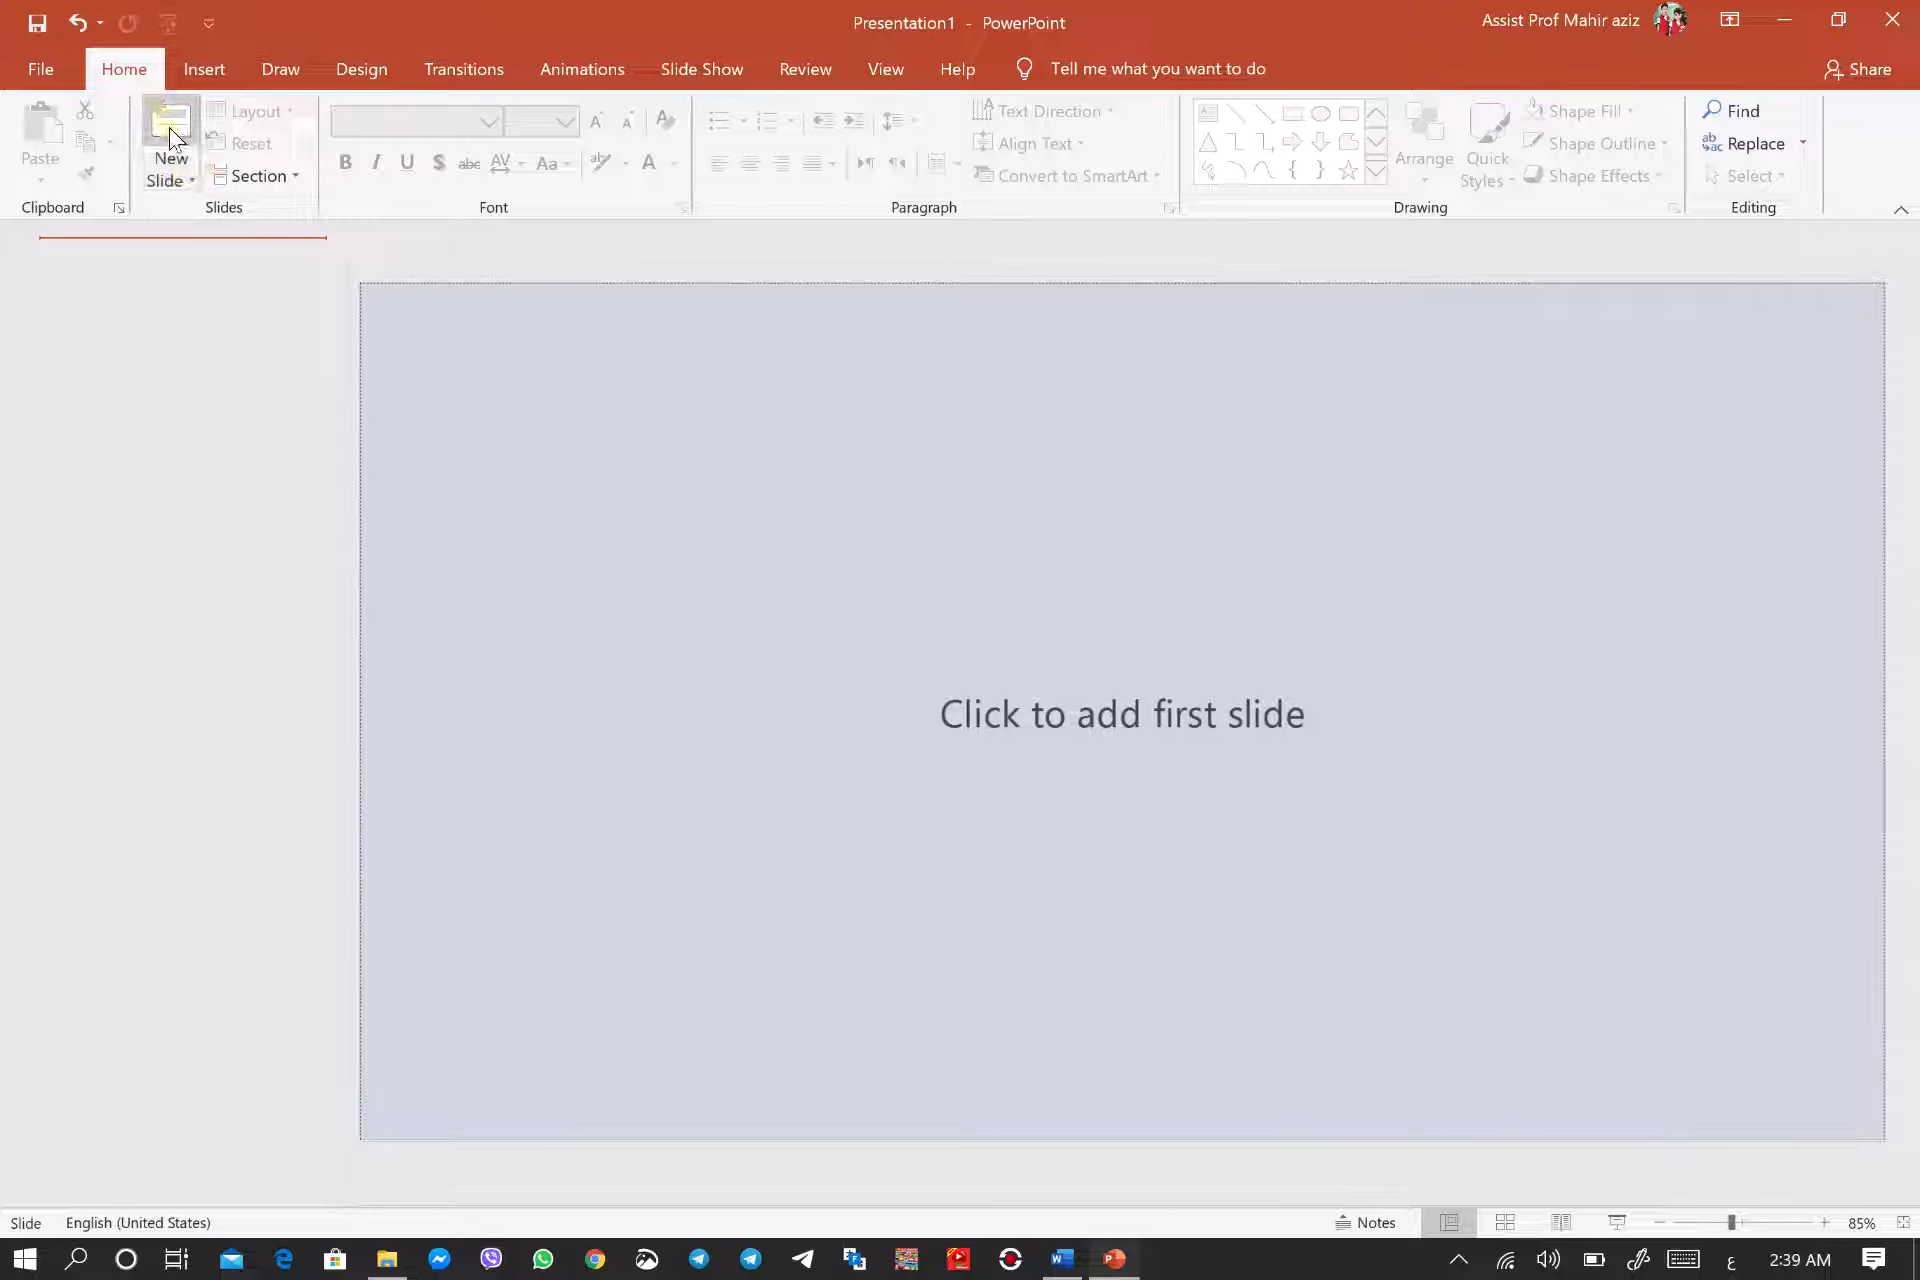 Presentation1 - PowerPoint
Assist Prof Mahir aziz
File Home Insert Draw Design Transitions Animations Slide Show Review View Help Tell me what you want to do Share
Paste
Clipboard
New
Slide
Layout
Reset
Section
Slides
B I U S abc AV Aa A
Font
Text Direction
Align Text
Convert to SmartArt
Paragraph
Arrange
Quick
Styles
Shape Fill
Shape Outline
Shape Effects
Drawing
Find
Replace
Select
Editing
Click to add first slide
Slide English (United States) Notes 85%
ع 2:39 AM